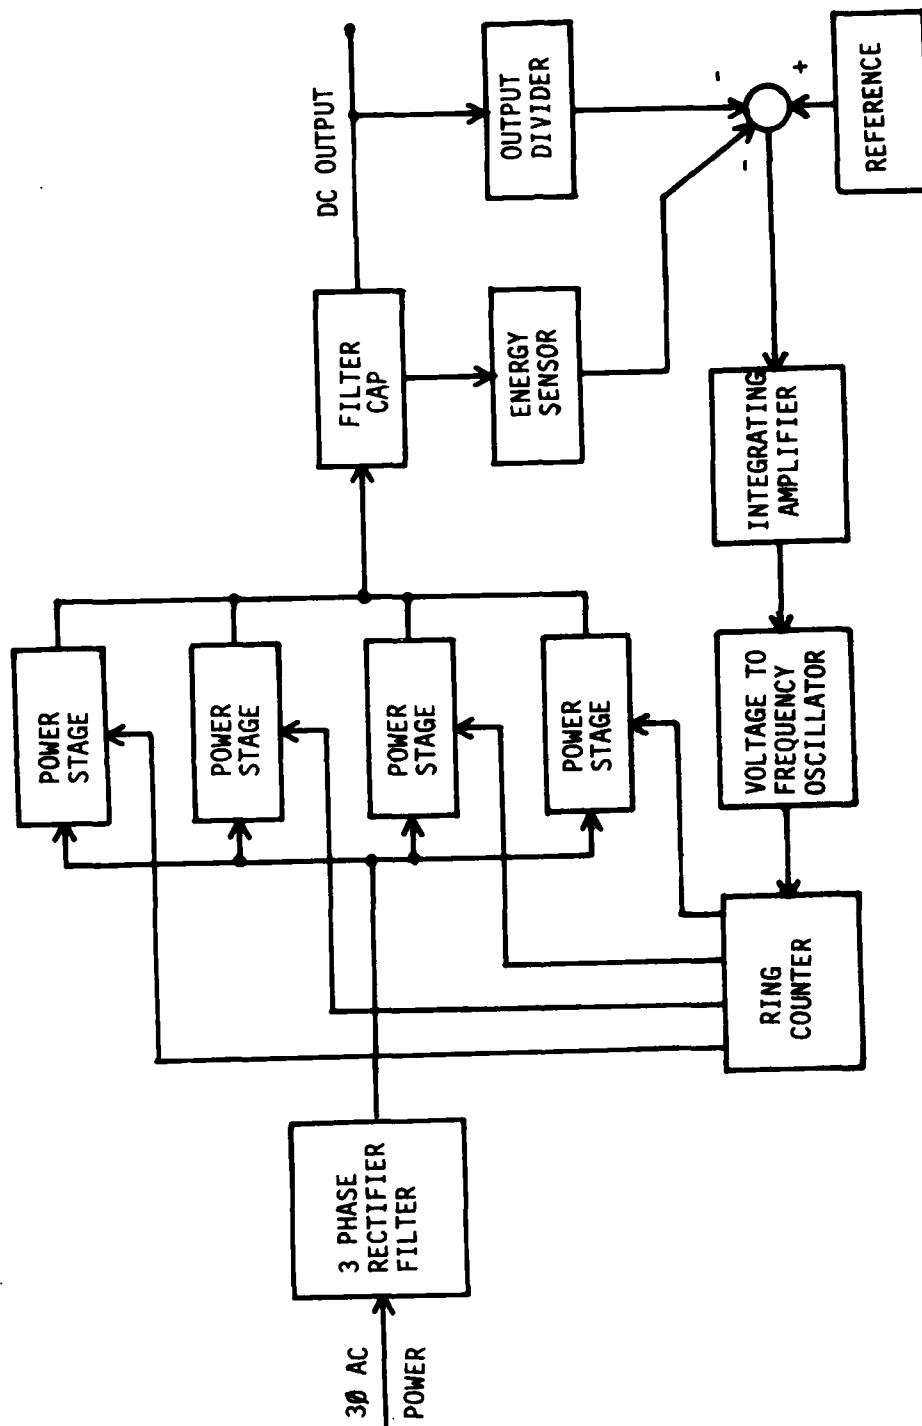 3Ø AC
POWER
3 PHASE
RECTIFIER
FILTER
POWER
STAGE
POWER
STAGE
POWER
STAGE
POWER
STAGE
FILTER
CAP
DC OUTPUT
ENERGY
SENSOR
OUTPUT
DIVIDER
-
-
+
REFERENCE
INTEGRATING
AMPLIFIER
VOLTAGE TO
FREQUENCY
OSCILLATOR
RING
COUNTER